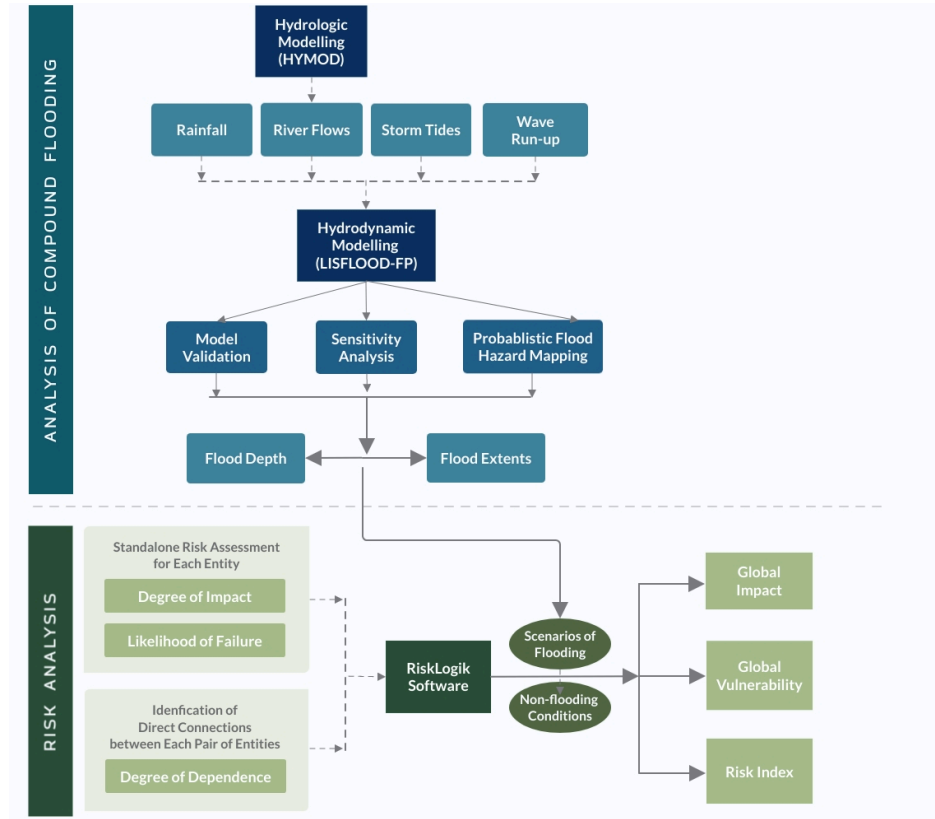 ANALYSIS OF COMPOUND FLOODING
Hydrologic
Modelling
(HYMOD)
Rainfall
River Flows
Storm Tides
Wave
Run-up
Hydrodynamic
Modelling
(LISFLOOD-FP)
Model
Validation
Sensitivity
Analysis
Probablistic Flood
Hazard Mapping
Flood Depth
Flood Extents
RISK ANALYSIS
Standalone Risk Assessment
for Each Entity
Degree of Impact
Likelihood of Failure
Idenfication of
Direct Connections
between Each Pair of Entities
Degree of Dependence
RiskLogik
Software
Scenarios of
Flooding
Non-flooding
Conditions
Global
Impact
Global
Vulnerability
Risk Index